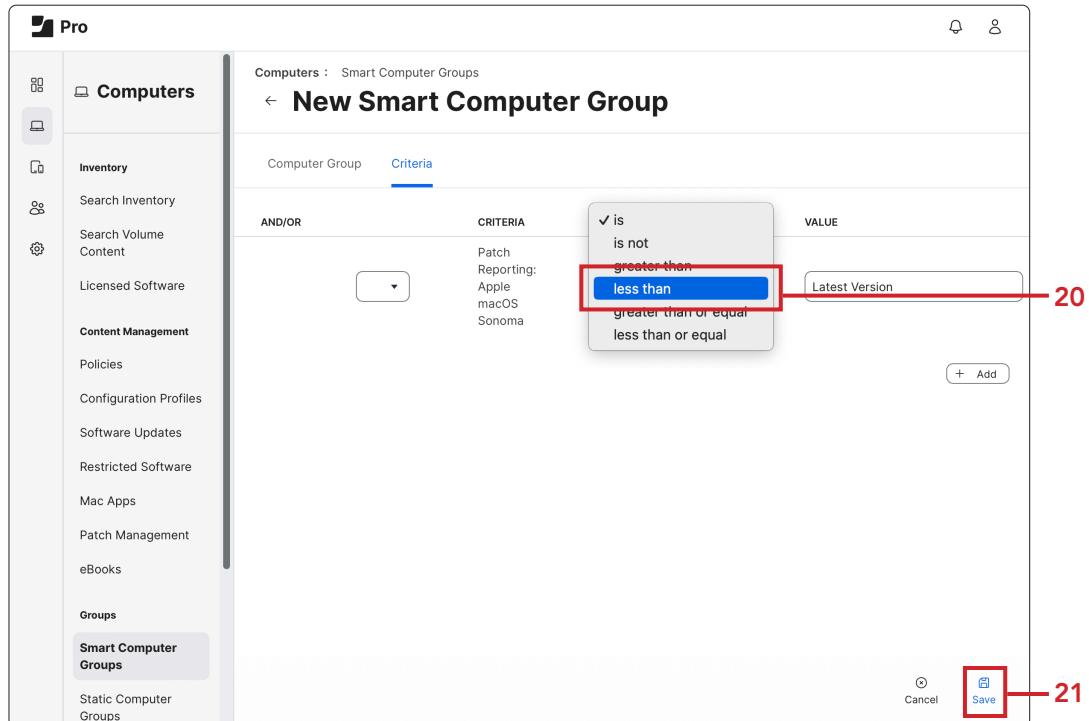 Pro
Computers : Smart Computer Groups
New Smart Computer Group
Computers
Inventory
Search Inventory
Search Volume
Content
Licensed Software
Content Management
Policies
Configuration Profiles
Software Updates
Restricted Software
Mac Apps
Patch Management
eBooks
Groups
Smart Computer
Groups
Static Computer
Groups
Computer Group Criteria
AND/OR CRITERIA VALUE
Patch
Reporting:
Apple
macOS
Sonoma
✓ is
is not
greater than
less than
greater than or equal
less than or equal
Latest Version
20
+ Add
Cancel
Save
21